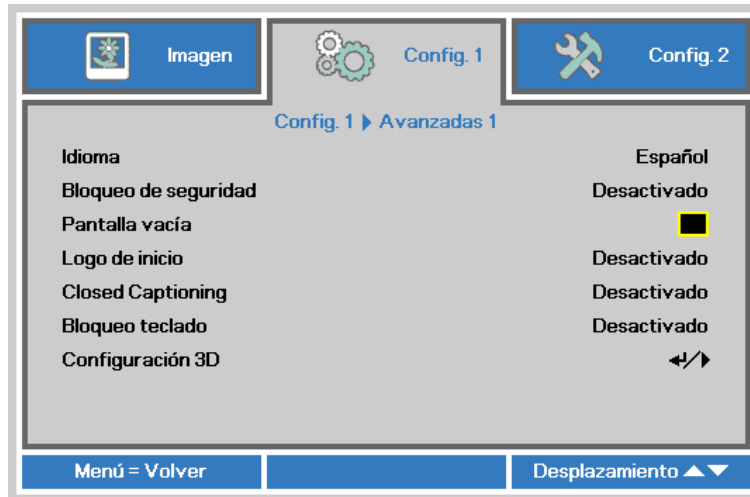 Imagen Config. 1 Config. 2
Config. 1 Avanzadas 1
Idioma Español
Bloqueo de seguridad Desactivado
Pantalla vacía
Logo de inicio Desactivado
Closed Captioning Desactivado
Bloqueo teclado Desactivado
Configuración 3D
Menú = Volver Desplazamiento